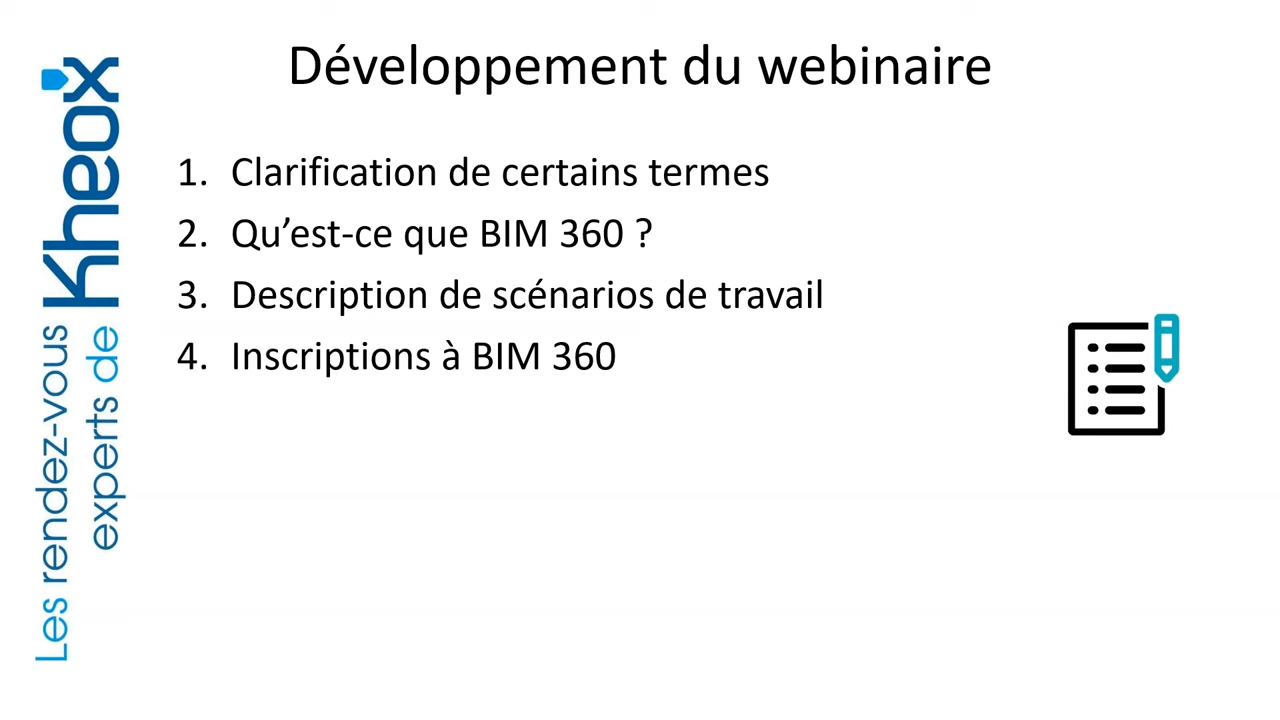 Développement du webinaire
1. Clarification de certains termes
2. Qu’est-ce que BIM 360 ?
3. Description de scénarios de travail
4. Inscriptions à BIM 360
Les rendez-vous
experts de Kheox